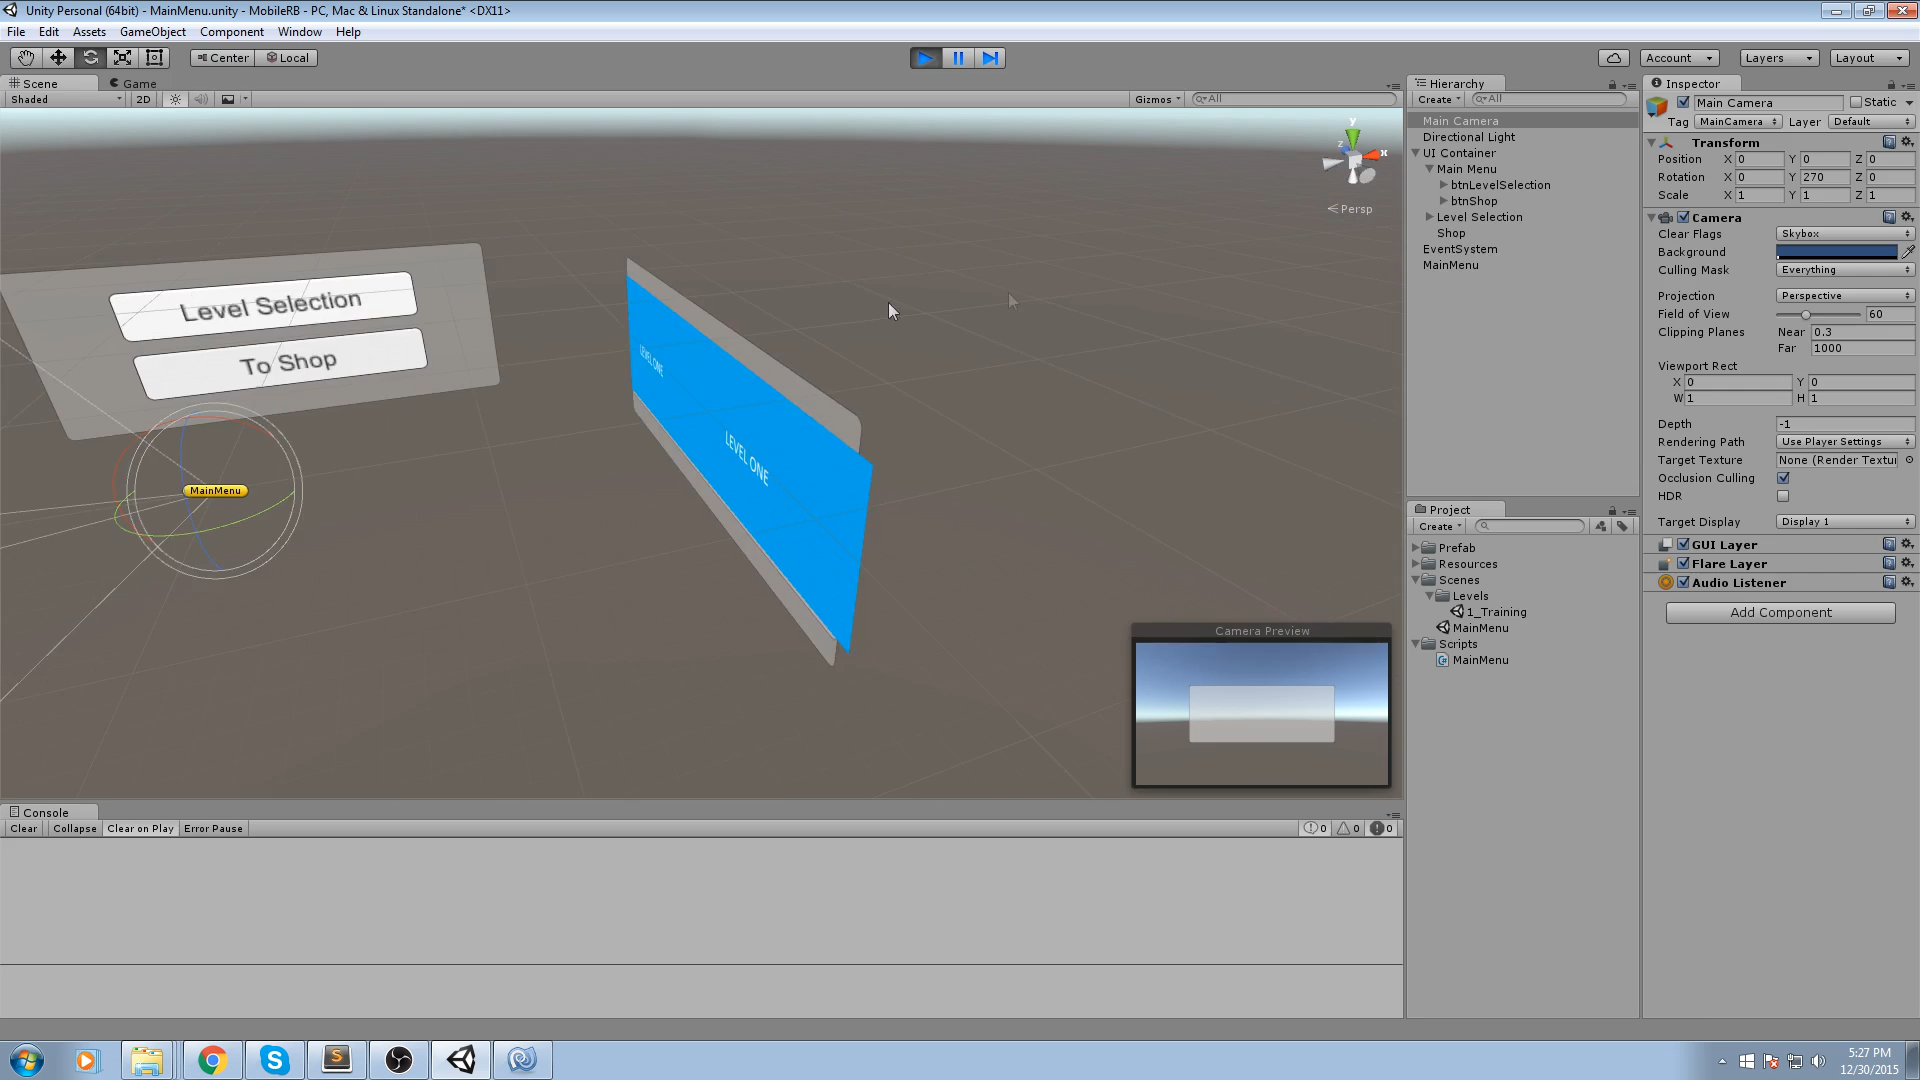 Unity Personal (64bit) - MainMenu.unity - MobileRB - PC, Mac & Linux Standalone* <DX11>
File Edit Assets GameObject Component Window Help
Center Local
Account Layers Layout
Scene Game
Shaded 2D Gizmos All
y
z x
Persp
Level Selection
To Shop
MainMenu
LEVEL ONE
LEVEL ONE
Camera Preview
Console
Clear Collapse Clear on Play Error Pause 0 0 0
Hierarchy
Create All
Main Camera
Directional Light
UI Container
Main Menu
btnLevelSelection
btnShop
Level Selection
Shop
EventSystem
MainMenu
Project
Create
Prefab
Resources
Scenes
Levels
1_Training
MainMenu
Scripts
MainMenu
Inspector
Main Camera Static
Tag MainCamera Layer Default
Transform
Position X 0 Y 0 Z 0
Rotation X 0 Y 270 Z 0
Scale X 1 Y 1 Z 1
Camera
Clear Flags Skybox
Background
Culling Mask Everything
Projection Perspective
Field of View 60
Clipping Planes Near 0.3
Far 1000
Viewport Rect
X 0 Y 0
W 1 H 1
Depth -1
Rendering Path Use Player Settings
Target Texture None (Render Textur
Occlusion Culling
HDR
Target Display Display 1
GUI Layer
Flare Layer
Audio Listener
Add Component
5:27 PM
12/30/2015